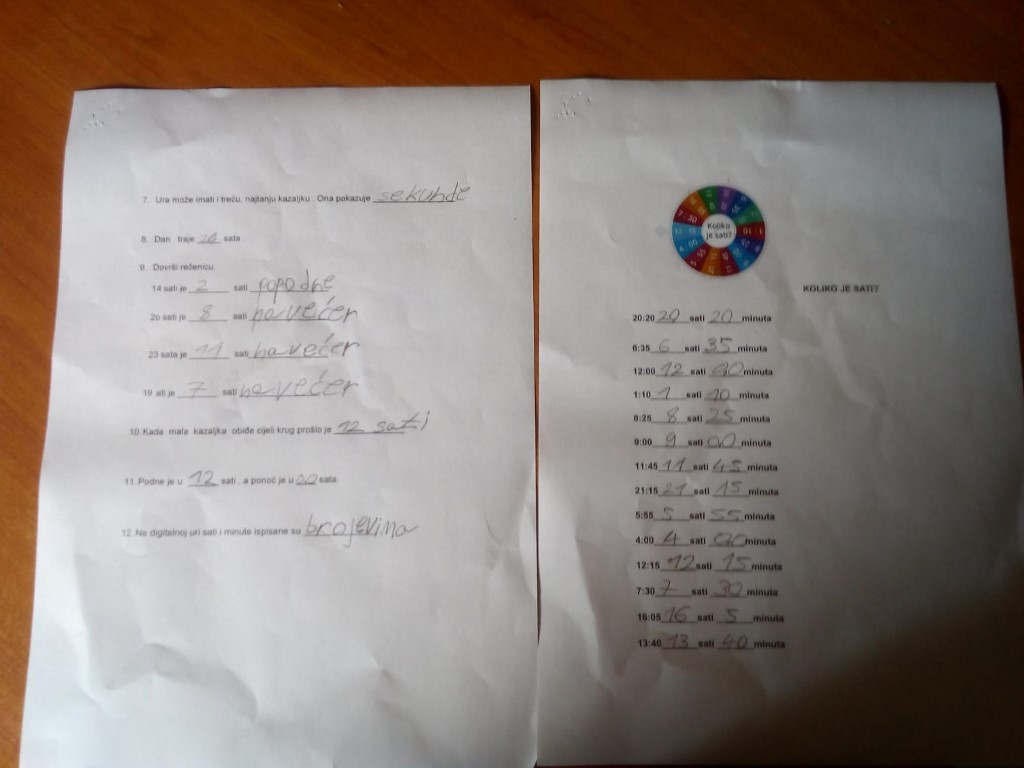 7. Ura može imati i treću, najtanju kazaljku. Ona pokazuje sekunde
8. Dan traje 24 sata.
9. Dovrši rečenicu.
14 sati je 2 sati popodne
20 sati je 8 sati navećer
23 sata je 11 sati navećer
19 ati je 7 sati navećer
10. Kada mala kazaljka obiđe cijeli krug prošlo je 12 sati
11. Podne je u 12 sati, a ponoć je u 00 sata.
12. Na digitalnoj uri sati i minute ispisane su brojevima
Koliko
je sati?
KOLIKO JE SATI?
20:20 20 sati 20 minuta
6:35 6 sati 35 minuta
12:00 12 sati 00 minuta
1:10 1 sati 10 minuta
8:25 8 sati 25 minuta
9:00 9 sati 00 minuta
11:45 11 sati 45 minuta
21:15 21 sati 15 minuta
5:55 5 sati 55 minuta
4:00 4 sati 00 minuta
12:15 12 sati 15 minuta
7:30 7 sati 30 minuta
16:05 16 sati 5 minuta
13:40 13 sati 40 minuta